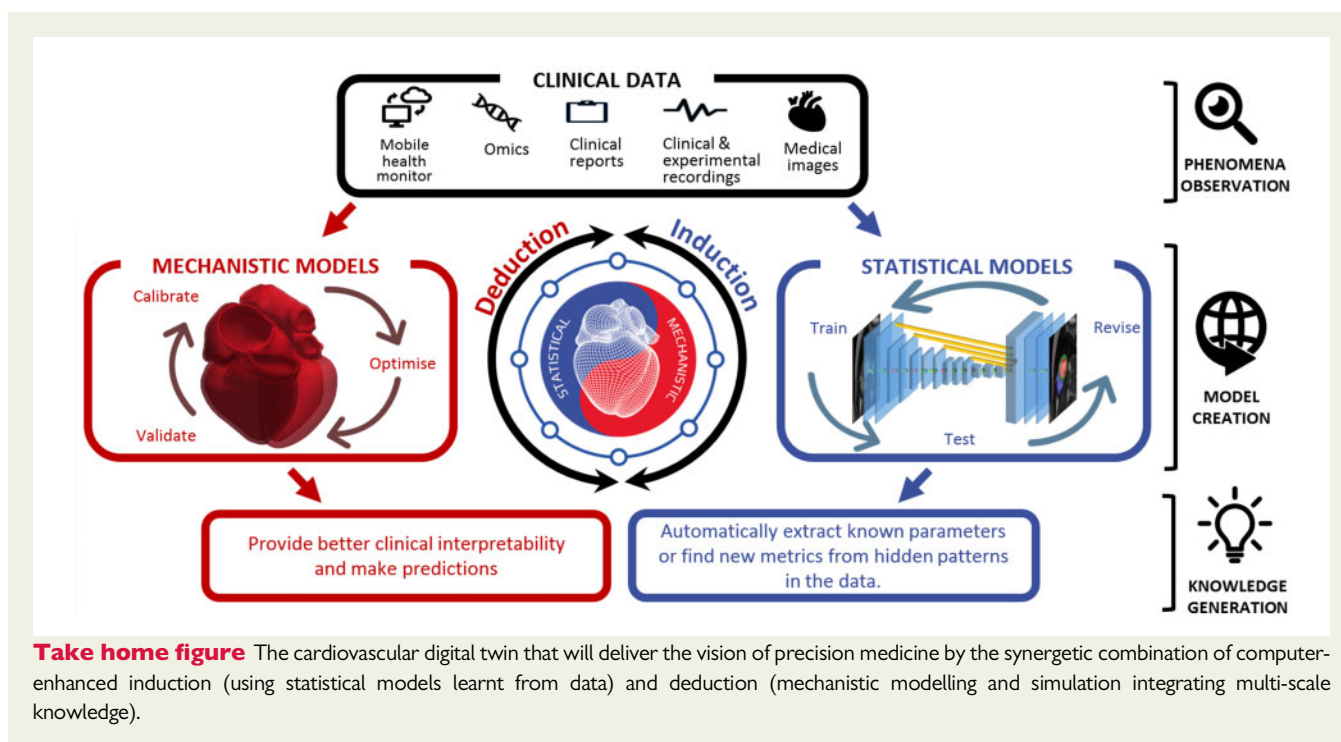 CLINICAL DATA
Mobile
health
monitor
Omics
Clinical
reports
Clinical &
experimental
recordings
Medical
images
PHENOMENA
OBSERVATION
MECHANISTIC MODELS
Calibrate
Optimise
Validate
Deduction
Induction
STATISTICAL
MECHANISTIC
STATISTICAL MODELS
Train
Revise
Test
MODEL
CREATION
Provide better clinical interpretability
and make predictions
Automatically extract known parameters
or find new metrics from hidden patterns
in the data.
KNOWLEDGE
GENERATION
Take home figure The cardiovascular digital twin that will deliver the vision of precision medicine by the synergetic combination of computer-
enhanced induction (using statistical models learnt from data) and deduction (mechanistic modelling and simulation integrating multi-scale
knowledge).